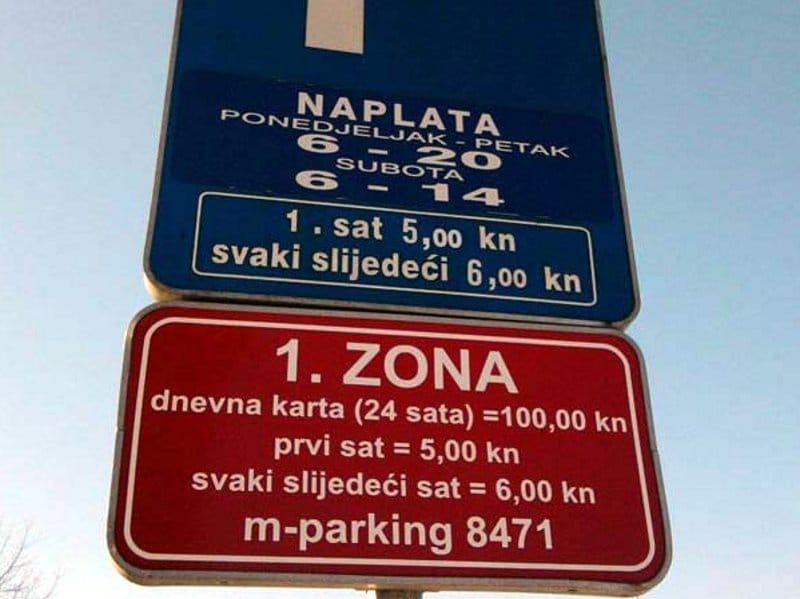 NAPLATA
PONEDJELJAK - PETAK
6 - 20
SUBOTA
6 - 14
1. sat 5,00 kn
svaki slijedeći 6,00 kn
1. ZONA
dnevna karta (24 sata) =100,00 kn
prvi sat = 5,00 kn
svaki slijedeći sat = 6,00 kn
m-parking 8471